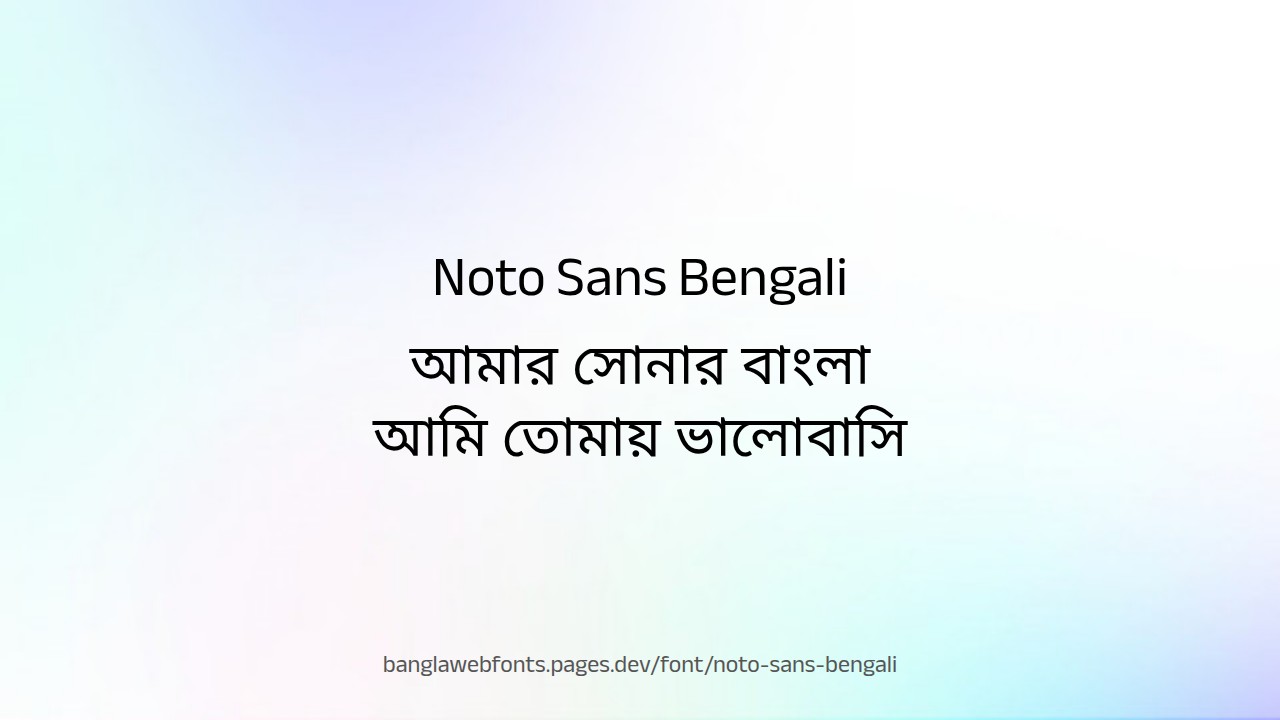 Noto Sans Bengali
আমার সোনার বাংলা
আমি তোমায় ভালোবাসি
banglawebfonts.pages.dev/font/noto-sans-bengali